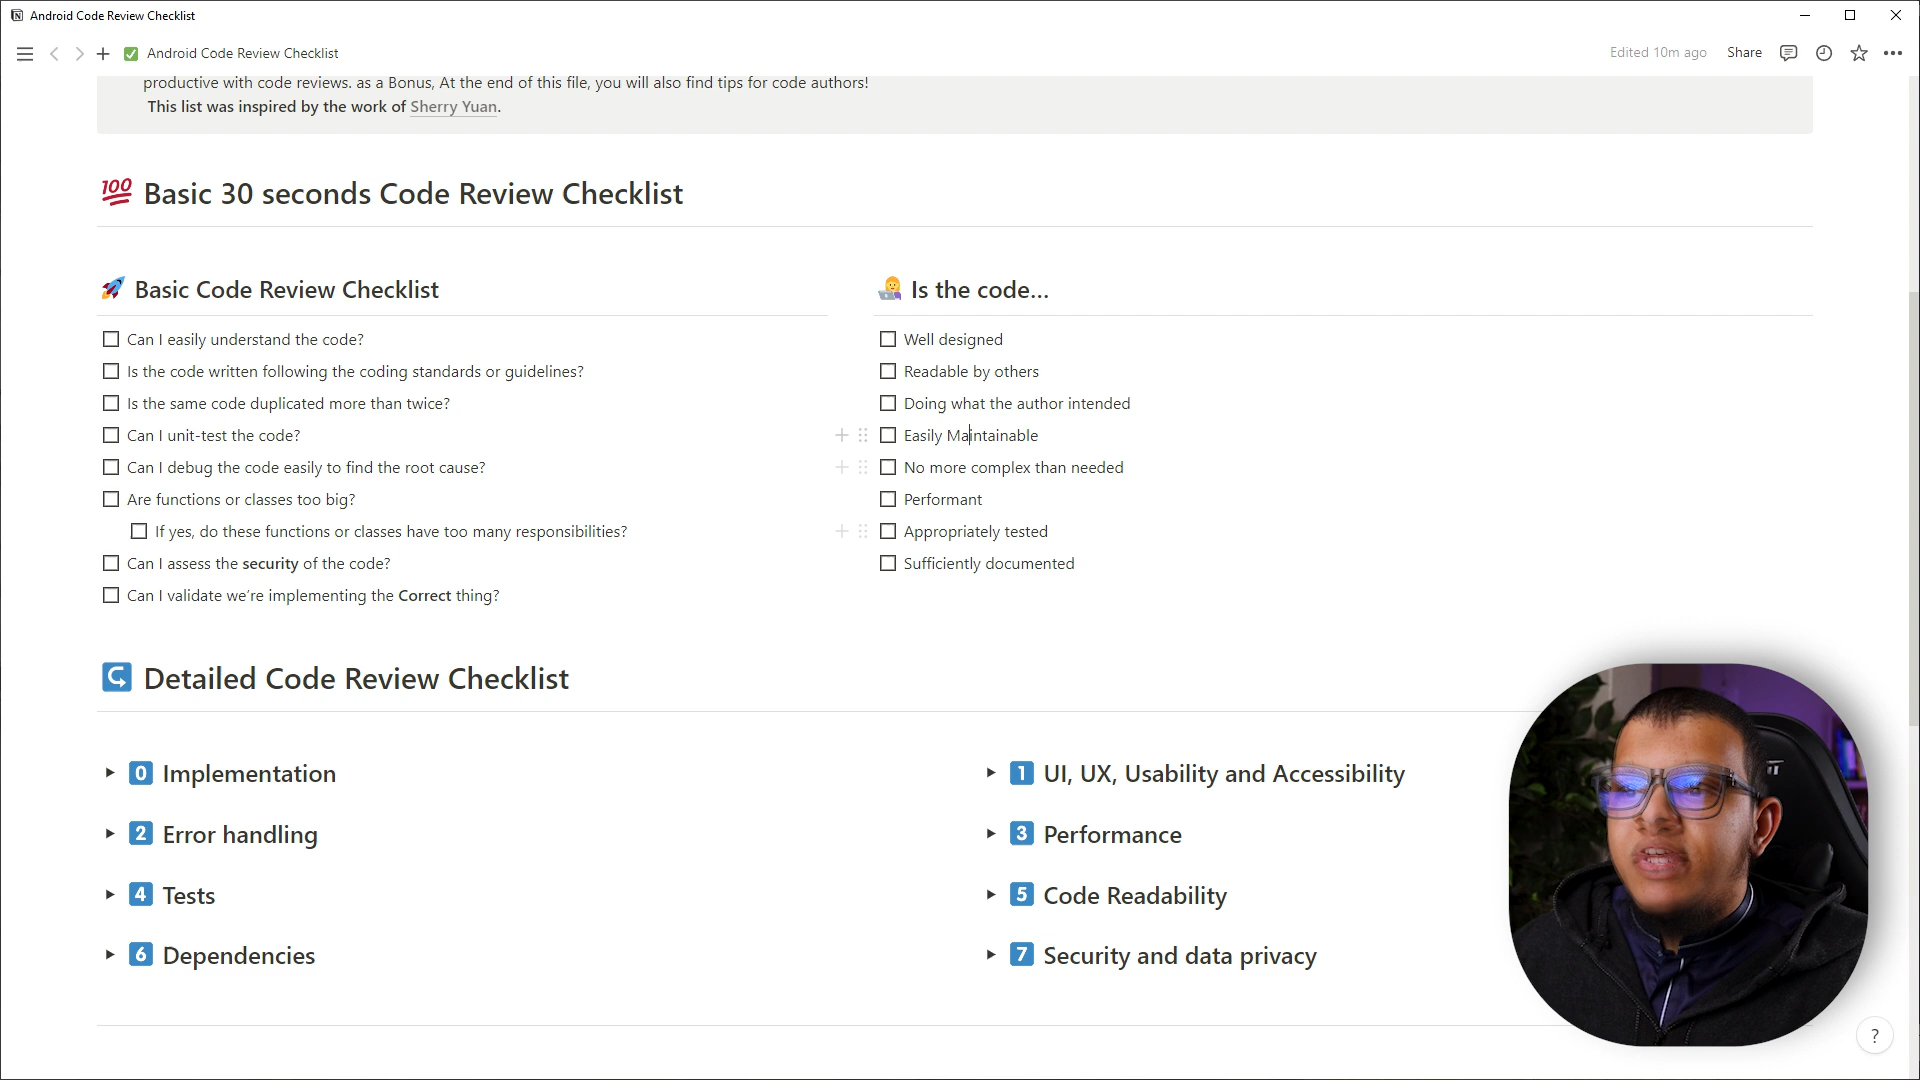 Android Code Review Checklist
Android Code Review Checklist
Edited 10m ago
Share
productive with code reviews. as a Bonus, At the end of this file, you will also find tips for code authors!
This list was inspired by the work of Sherry Yuan.
💯 Basic 30 seconds Code Review Checklist
🚀 Basic Code Review Checklist
Can I easily understand the code?
Is the code written following the coding standards or guidelines?
Is the same code duplicated more than twice?
Can I unit-test the code?
Can I debug the code easily to find the root cause?
Are functions or classes too big?
If yes, do these functions or classes have too many responsibilities?
Can I assess the security of the code?
Can I validate we’re implementing the Correct thing?
👩‍💻 Is the code...
Well designed
Readable by others
Doing what the author intended
Easily Maintainable
No more complex than needed
Performant
Appropriately tested
Sufficiently documented
Detailed Code Review Checklist
0 Implementation
1 UI, UX, Usability and Accessibility
2 Error handling
3 Performance
4 Tests
5 Code Readability
6 Dependencies
7 Security and data privacy
?